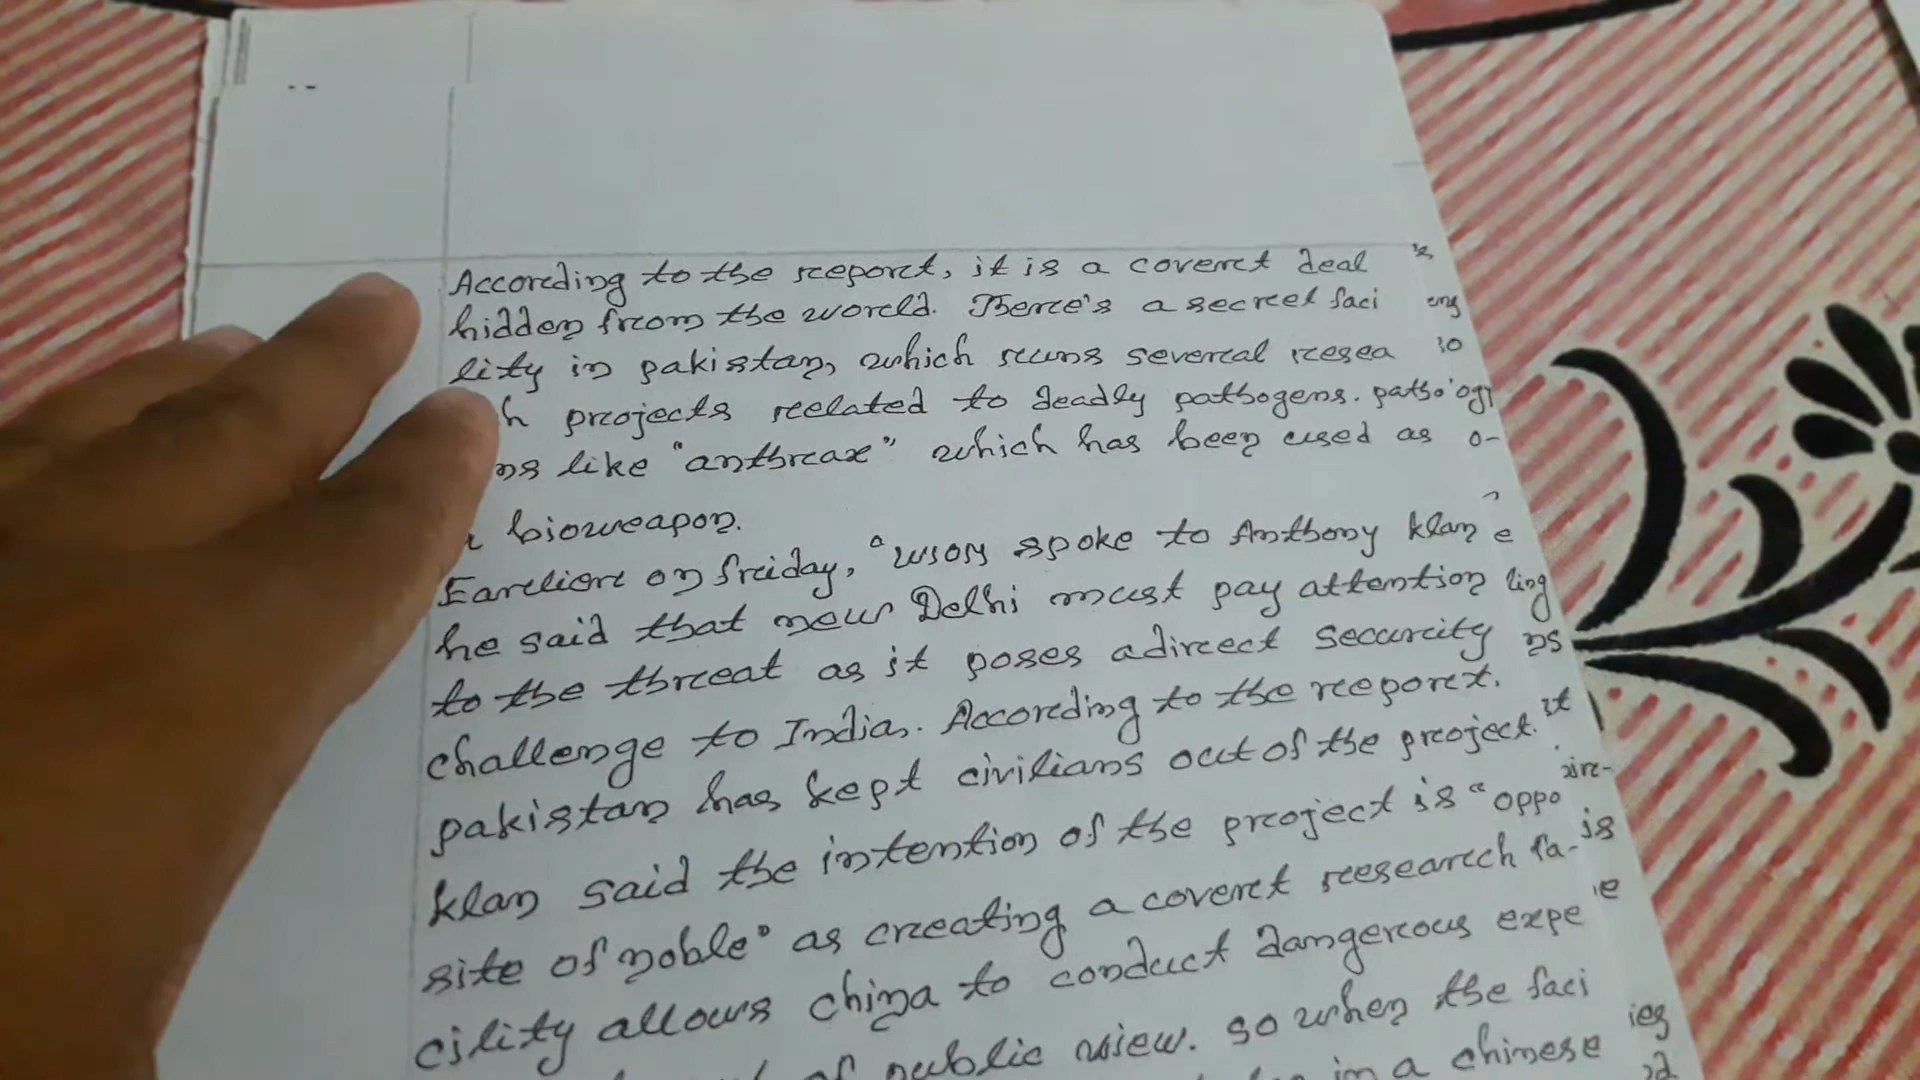 According to the report, it is a covert deal
hidden from the world. There's a secret faci
lity in pakistan, which runs several resea
h projects related to deadly pathogens. patho
ns like "anthrax" which has been used as
bioweapon.
Earlier on friday, "WION spoke to Anthony klan
he said that new Delhi must pay attention
to the threat as it poses a direct security
challenge to India. According to the report.
pakistan has kept civilians out of the project.
klan said the intention of the project is "oppo
site of noble" as creating a covert research fa-
cility allows china to conduct dangerous expe
of public view. so when the faci
in a chinese